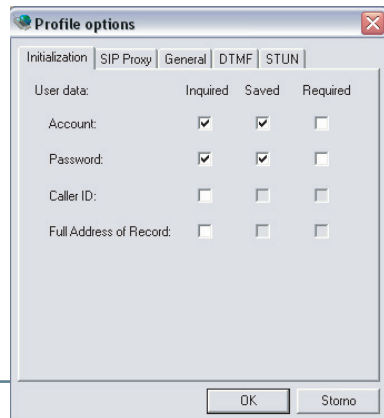 Profile options
Initialization SIP Proxy General DTMF STUN
User data: Inquired Saved Required
Account:
Password:
Caller ID:
Full Address of Record:
OK Storno